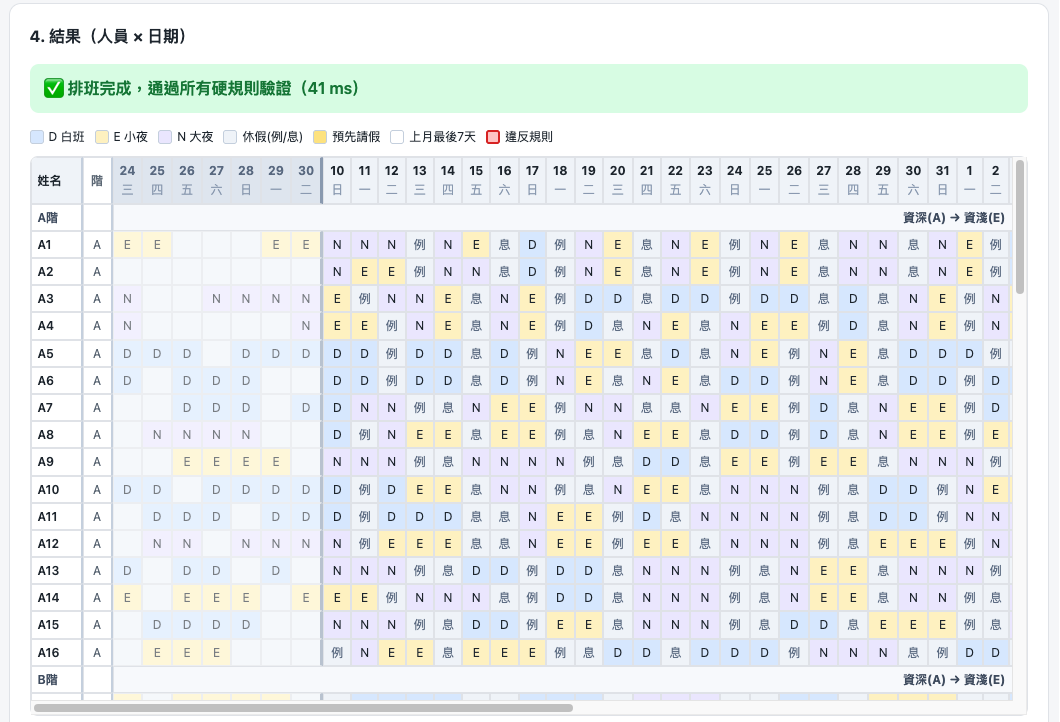 4. 結果（人員 × 日期）
✅ 排班完成，通過所有硬規則驗證（41 ms）
D 白班 E 小夜 N 大夜 休假(例/息) 預先請假 上月最後7天 違反規則
姓名 階 24 25 26 27 28 29 30 10 11 12 13 14 15 16 17 18 19 20 21 22 23 24 25 26 27 28 29 30 31 1 2
三 四 五 六 日 一 二 日 一 二 三 四 五 六 日 一 二 三 四 五 六 日 一 二 三 四 五 六 日 一 二
A階 資深(A) → 資淺(E)
A1 A E E E E N N N 例 N E 息 D 例 N E 息 N E 例 N E 息 N N 息 N E 例
A2 A N E E 例 N N 息 D 例 N E 息 N E 例 N E 息 N N 息 N E 例
A3 A N N N N N E 例 N N E 息 N E 例 D D 息 D D 例 D D 息 D 息 N E 例 N
A4 A N N E E 例 N E 息 N E 例 D 息 N E 息 N E E 例 D 息 N E 例 N
A5 A D D D D D D D D 例 D D 息 D 例 N E E 息 D 息 N E 例 N E 息 D D D 例
A6 A D D D D D D 例 D D 息 D 例 N E 息 N E 息 D D 例 N E 息 D D 例 D
A7 A D D D D D N N 例 息 N E E 例 N N 息 息 N E E 例 D 息 N E E 例 D
A8 A N N N N D 例 N E E 息 E E 例 息 N E E 息 D D 例 D 息 N E E 例 E
A9 A E E E E N N N 例 息 N N N N 例 息 D D 息 E E 例 E E 息 N N N 例
A10 A D D D D D D D 例 D E E 息 N N 例 息 N E E 息 N N N 例 息 D D 例 N E
A11 A D D D D D D 例 D D D 息 息 N E E 例 D 息 N N N N 例 息 D D 例 N N
A12 A N N N N N N 例 E E E 息 息 N E E 例 E E 息 N N N 例 息 E E E 例 N
A13 A D D D D N N N 例 息 D D 例 D D 息 N N N 例 息 N E E 息 N N N 例
A14 A E E E E E E E 例 N N N 息 例 D D 息 N N N 例 息 N E E 息 N N 例 息
A15 A D D D D N N N 例 息 D D 例 E E 息 N N N 例 息 D D 息 E E E 例 息
A16 A E E E 例 N E E 息 E E E 例 息 D D 息 D D D 例 N N N 息 例 D D
B階 資深(A) → 資淺(E)